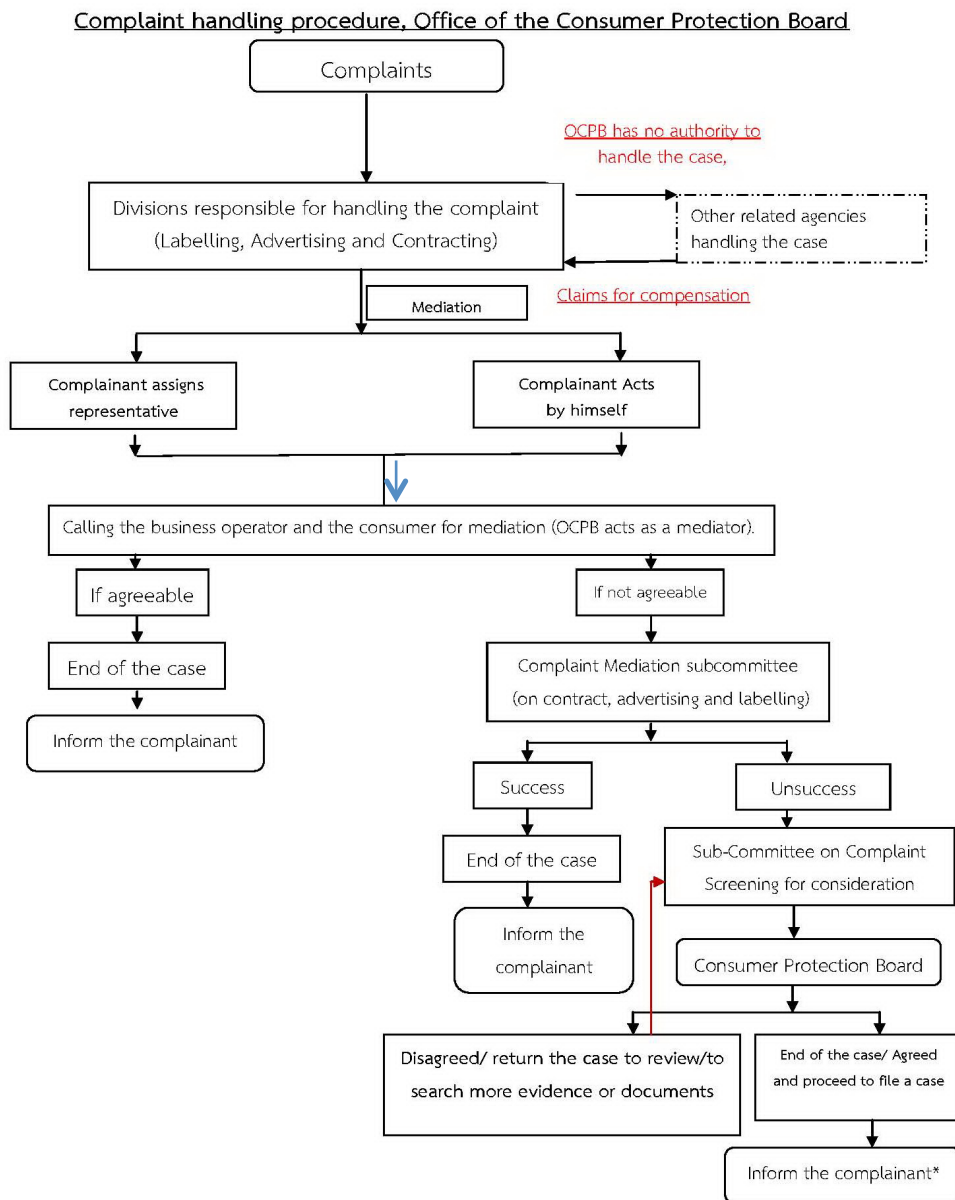 Complaint handling procedure, Office of the Consumer Protection Board
Complaints
OCPB has no authority to
handle the case,
Divisions responsible for handling the complaint
(Labelling, Advertising and Contracting)
Other related agencies
handling the case
Claims for compensation
Mediation
Complainant assigns
representative
Complainant Acts
by himself
Calling the business operator and the consumer for mediation (OCPB acts as a mediator).
If agreeable
If not agreeable
End of the case
Complaint Mediation subcommittee
(on contract, advertising and labelling)
Inform the complainant
Success
Unsuccess
End of the case
Sub-Committee on Complaint
Screening for consideration
Inform the
complainant
Consumer Protection Board
Disagreed/ return the case to review/to
search more evidence or documents
End of the case/ Agreed
and proceed to file a case
Inform the complainant*